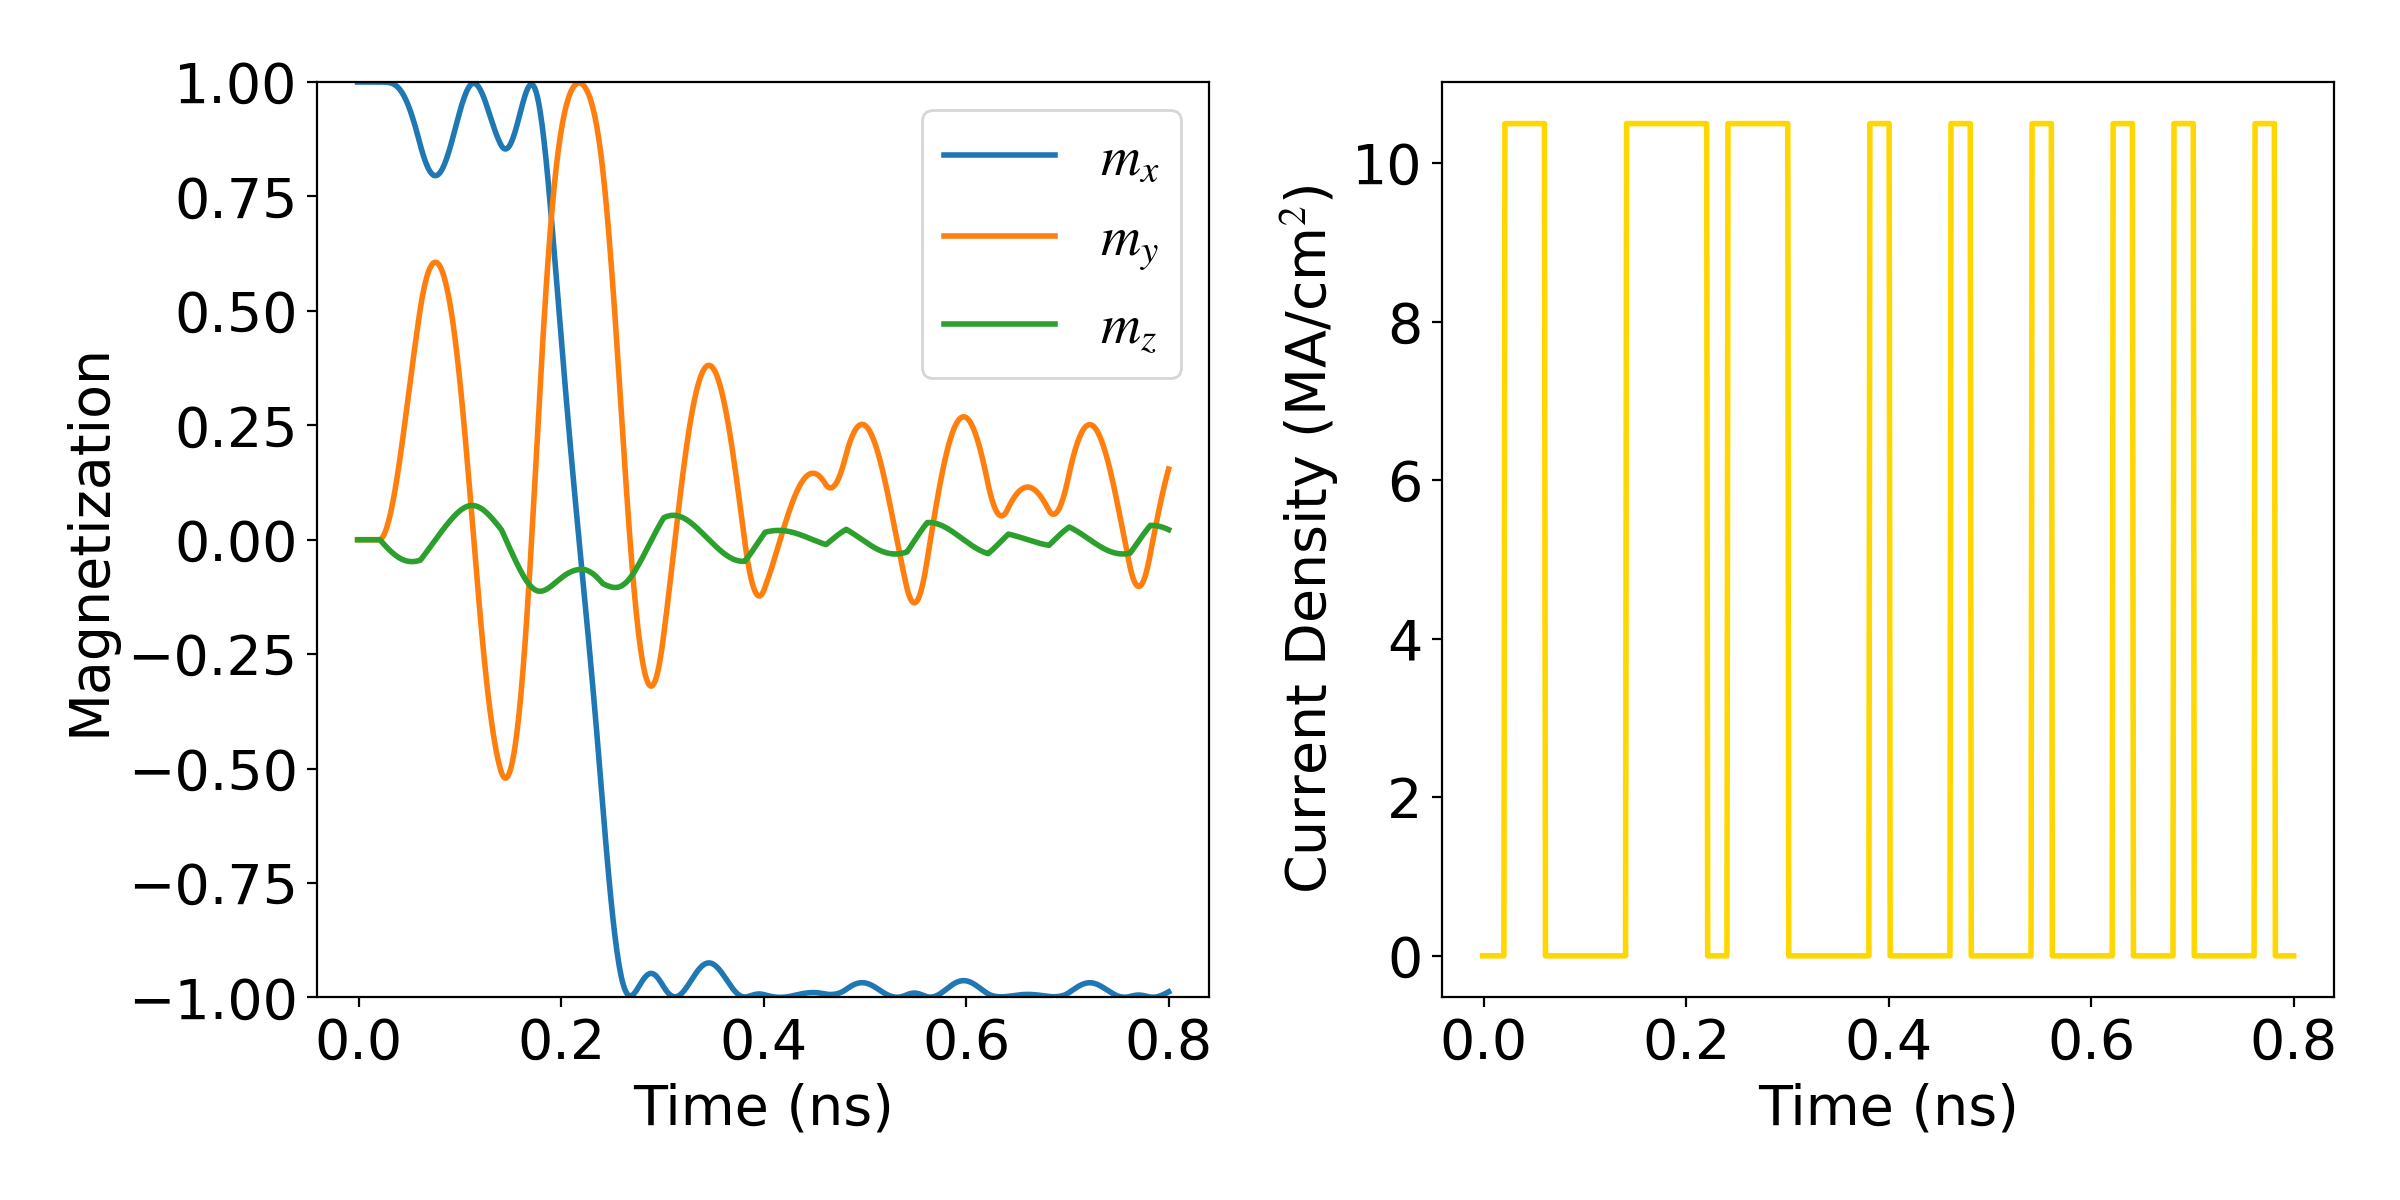 1.00
0.75
0.50
0.25
0.00
−0.25
−0.50
−0.75
−1.00
Magnetization
0.0 0.2 0.4 0.6 0.8
Time (ns)
m_x
m_y
m_z
10
8
6
4
2
0
Current Density (MA/cm²)
0.0 0.2 0.4 0.6 0.8
Time (ns)